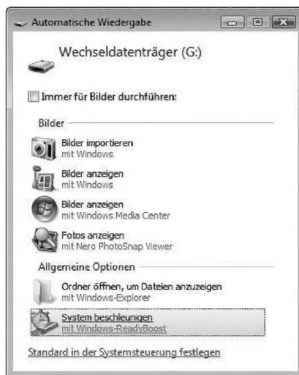 Automatische Wiedergabe
Wechseldatenträger (G:)
Immer für Bilder durchführen:
Bilder
Bilder importieren
mit Windows
Bilder anzeigen
mit Windows
Bilder anzeigen
mit Windows Media Center
Fotos anzeigen
mit Nero PhotoSnap Viewer
Allgemeine Optionen
Ordner öffnen, um Dateien anzuzeigen
mit Windows-Explorer
System beschleunigen
mit Windows-ReadyBoost
Standard in der Systemsteuerung festlegen